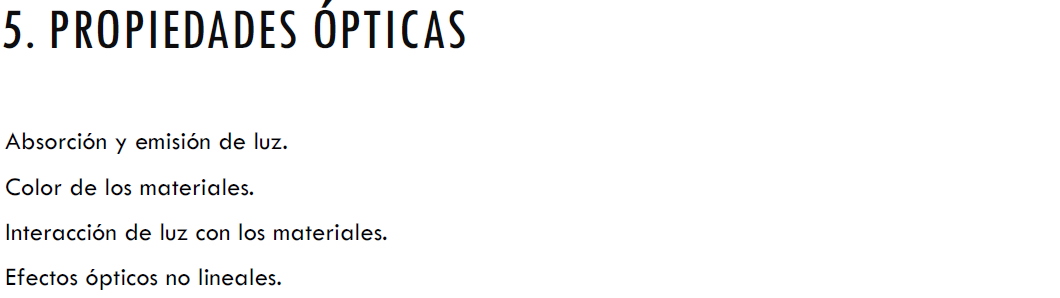 5. PROPIEDADES ÓPTICAS
Absorción y emisión de luz.
Color de los materiales.
Interacción de luz con los materiales.
Efectos ópticos no lineales.